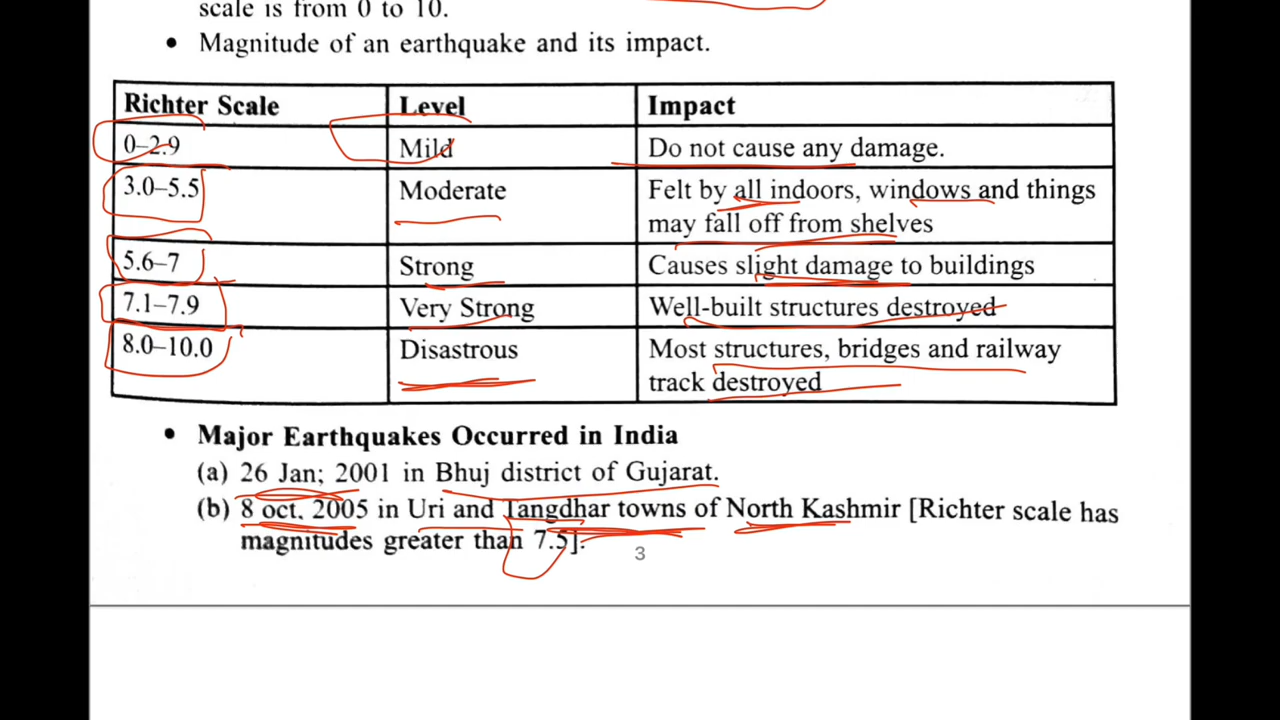 scale is from 0 to 10.
• Magnitude of an earthquake and its impact.
Richter Scale Level Impact
0–2.9 Mild Do not cause any damage.
3.0–5.5 Moderate Felt by all indoors, windows and things
may fall off from shelves
5.6–7 Strong Causes slight damage to buildings
7.1–7.9 Very Strong Well-built structures destroyed
8.0–10.0 Disastrous Most structures, bridges and railway
track destroyed
• Major Earthquakes Occurred in India
(a) 26 Jan; 2001 in Bhuj district of Gujarat.
(b) 8 oct, 2005 in Uri and Tangdhar towns of North Kashmir [Richter scale has
magnitudes greater than 7.5].
3